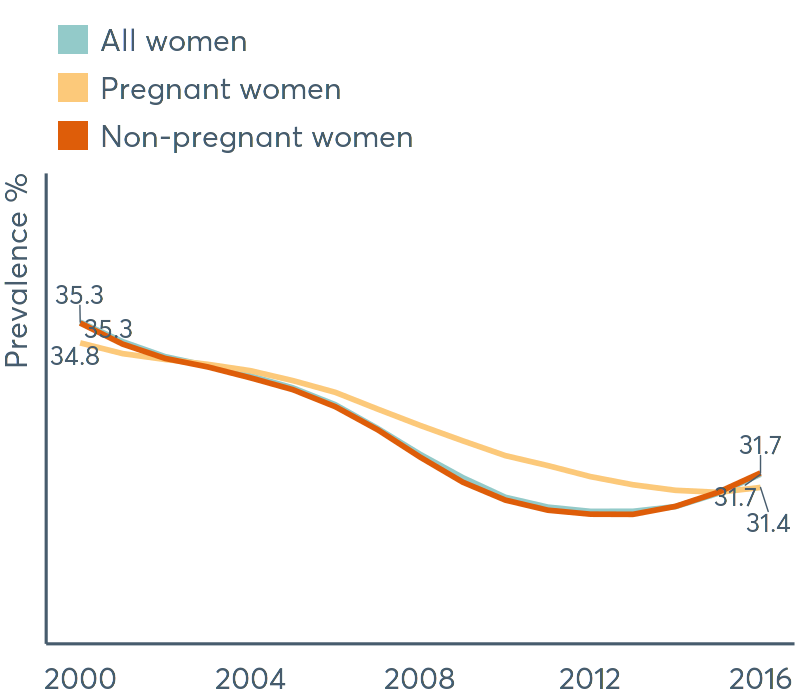 All women
Pregnant women
Non-pregnant women
Prevalence %
35.3
35.3
34.8
31.7
31.7
31.4
2000 2004 2008 2012 2016